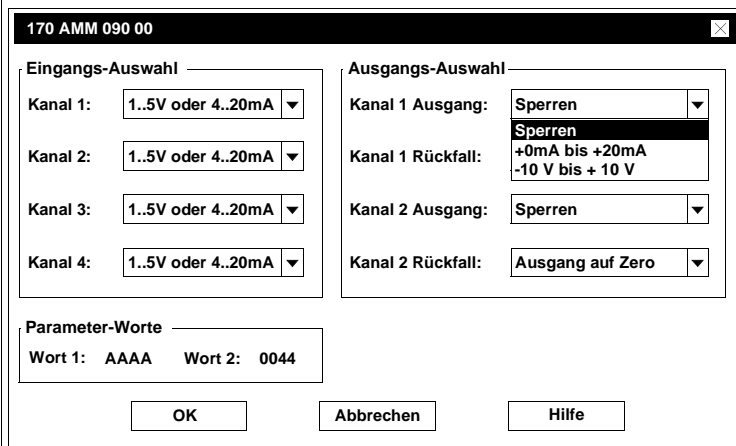 170 AMM 090 00
Eingangs-Auswahl
Kanal 1: 1..5V oder 4..20mA
Kanal 2: 1..5V oder 4..20mA
Kanal 3: 1..5V oder 4..20mA
Kanal 4: 1..5V oder 4..20mA
Ausgangs-Auswahl
Kanal 1 Ausgang: Sperren
Sperren
+0mA bis +20mA
-10 V bis + 10 V
Kanal 1 Rückfall:
Kanal 2 Ausgang: Sperren
Kanal 2 Rückfall: Ausgang auf Zero
Parameter-Worte
Wort 1: AAAA Wort 2: 0044
OK Abbrechen Hilfe